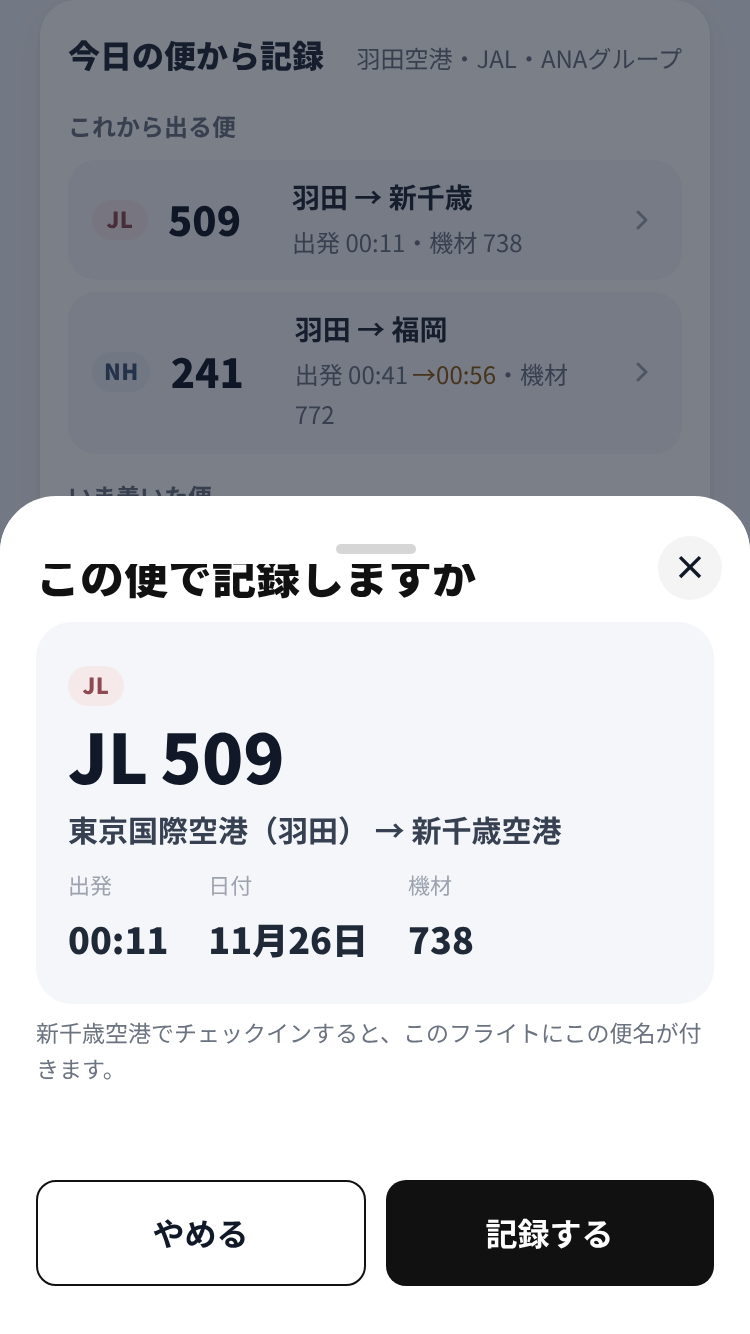 今日の便から記録 羽田空港・JAL・ANAグループ
これから出る便
JL 509 羽田 → 新千歳
出発 00:11・機材 738
NH 241 羽田 → 福岡
出発 00:41→00:56・機材
772
いま着いた便
この便で記録しますか
JL
JL 509
東京国際空港（羽田） → 新千歳空港
出発 日付 機材
00:11 11月26日 738
新千歳空港でチェックインすると、このフライトにこの便名が付
きます。
やめる 記録する